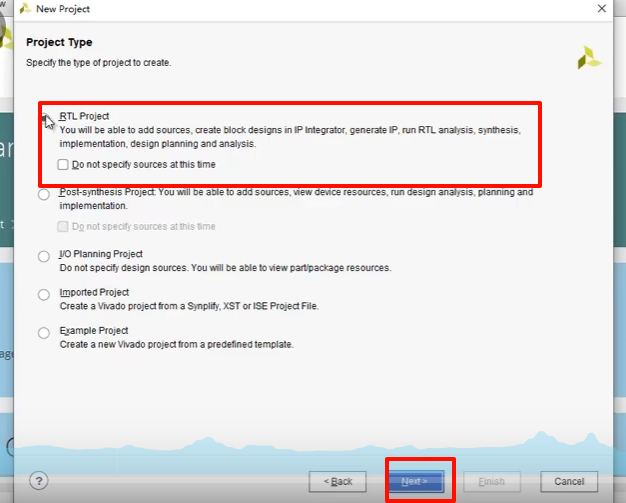 New Project
Project Type
Specify the type of project to create.
RTL Project
You will be able to add sources, create block designs in IP Integrator, generate IP, run RTL analysis, synthesis,
implementation, design planning and analysis.
Do not specify sources at this time
Post-synthesis Project: You will be able to add sources, view device resources, run design analysis, planning and
implementation.
Do not specify sources at this time
I/O Planning Project
Do not specify design sources. You will be able to view part/package resources.
Imported Project
Create a Vivado project from a Synplify, XST or ISE Project File.
Example Project
Create a new Vivado project from a predefined template.
?
< Back
Next >
Finish
Cancel